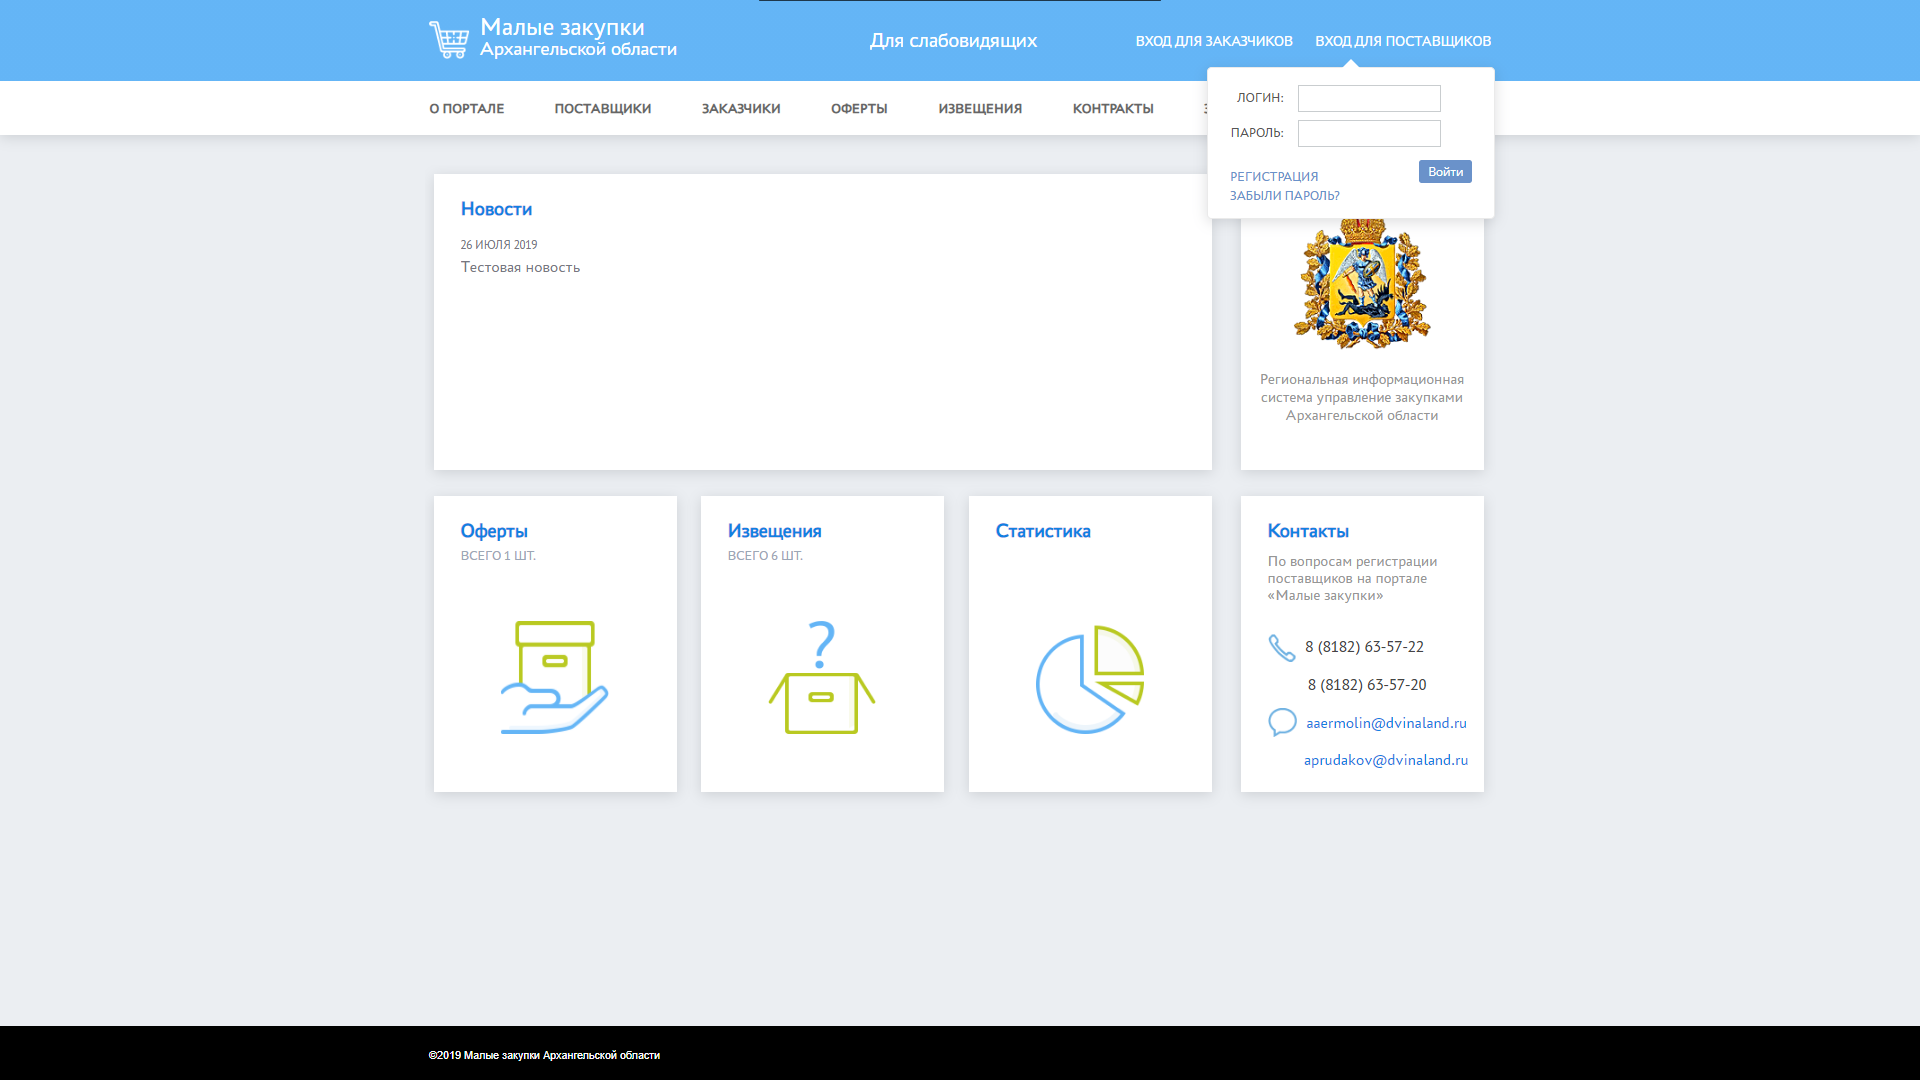 Малые закупки
Архангельской области
Для слабовидящих
ВХОД ДЛЯ ЗАКАЗЧИКОВ
ВХОД ДЛЯ ПОСТАВЩИКОВ
О ПОРТАЛЕ
ПОСТАВЩИКИ
ЗАКАЗЧИКИ
ОФЕРТЫ
ИЗВЕЩЕНИЯ
КОНТРАКТЫ
ЛОГИН:
ПАРОЛЬ:
Войти
РЕГИСТРАЦИЯ
ЗАБЫЛИ ПАРОЛЬ?
Новости
26 ИЮЛЯ 2019
Тестовая новость
Региональная информационная
система управление закупками
Архангельской области
Оферты
ВСЕГО 1 ШТ.
Извещения
ВСЕГО 6 ШТ.
?
Статистика
Контакты
По вопросам регистрации
поставщиков на портале
«Малые закупки»
8 (8182) 63-57-22
8 (8182) 63-57-20
aaermolin@dvinaland.ru
aprudakov@dvinaland.ru
©2019 Малые закупки Архангельской области